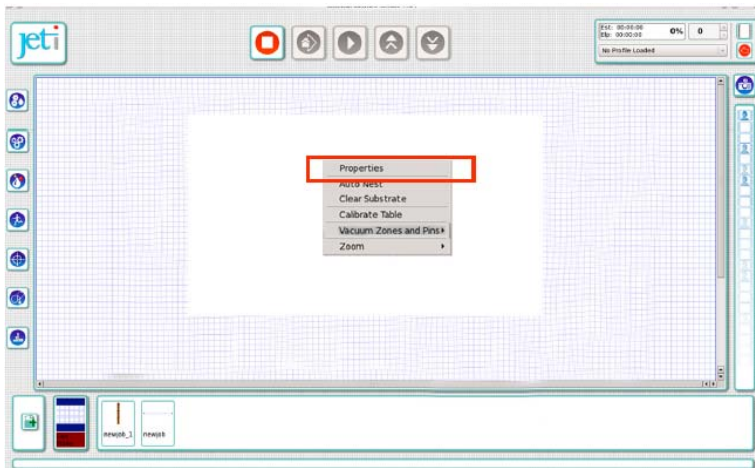 jeti
Est: 00:00:00
Elp: 00:00:00
0%
0
No Profile Loaded
Properties
Auto Nest
Clear Substrate
Calibrate Table
Vacuum Zones and Pins
Zoom
newjob_1
newjob